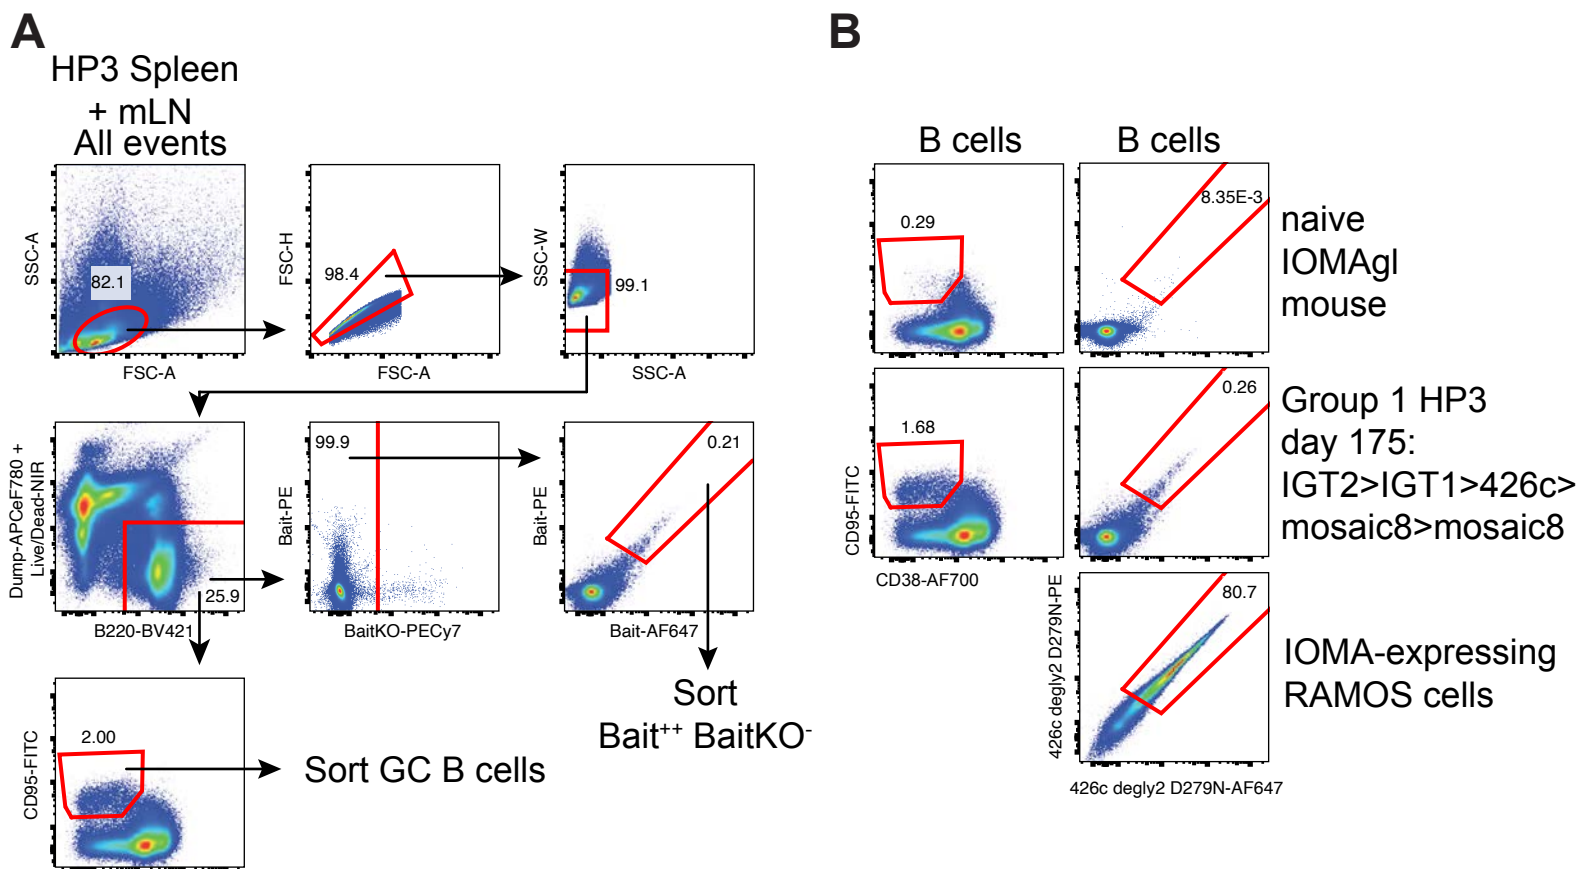 A
HP3 Spleen
+ mLN
All events
SSC-A
82.1
FSC-A
FSC-H
98.4
FSC-A
SSC-W
99.1
SSC-A
Dump-APCeF780 +
Live/Dead-NIR
25.9
B220-BV421
99.9
Bait-PE
BaitKO-PECy7
0.21
Bait-PE
Bait-AF647
Sort
Bait++ BaitKO-
2.00
CD95-FITC
Sort GC B cells
B
B cells
B cells
0.29
8.35E-3
naive
IOMAgl
mouse
1.68
CD95-FITC
CD38-AF700
0.26
Group 1 HP3
day 175:
IGT2>IGT1>426c>
mosaic8>mosaic8
80.7
426c degly2 D279N-PE
426c degly2 D279N-AF647
IOMA-expressing
RAMOS cells